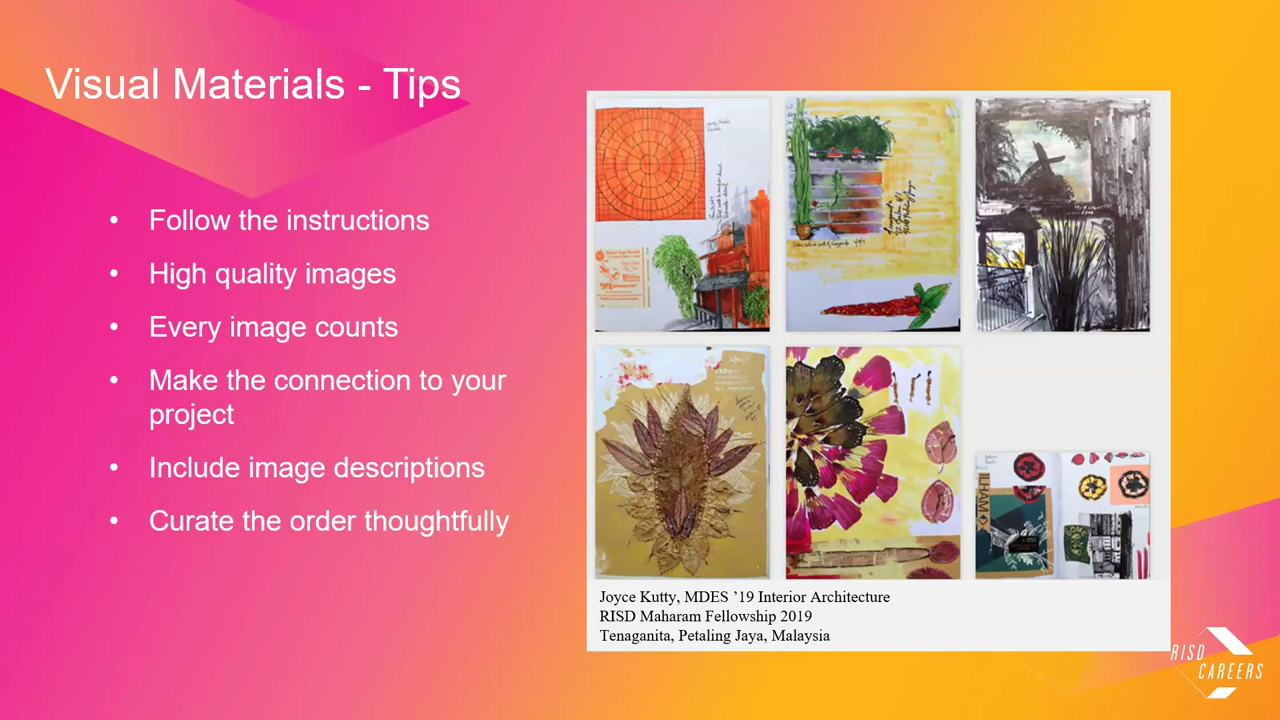 Visual Materials - Tips
• Follow the instructions
• High quality images
• Every image counts
• Make the connection to your
project
• Include image descriptions
• Curate the order thoughtfully
ILHAM
Joyce Kutty, MDES ’19 Interior Architecture
RISD Maharam Fellowship 2019
Tenaganita, Petaling Jaya, Malaysia
RISD
CAREERS